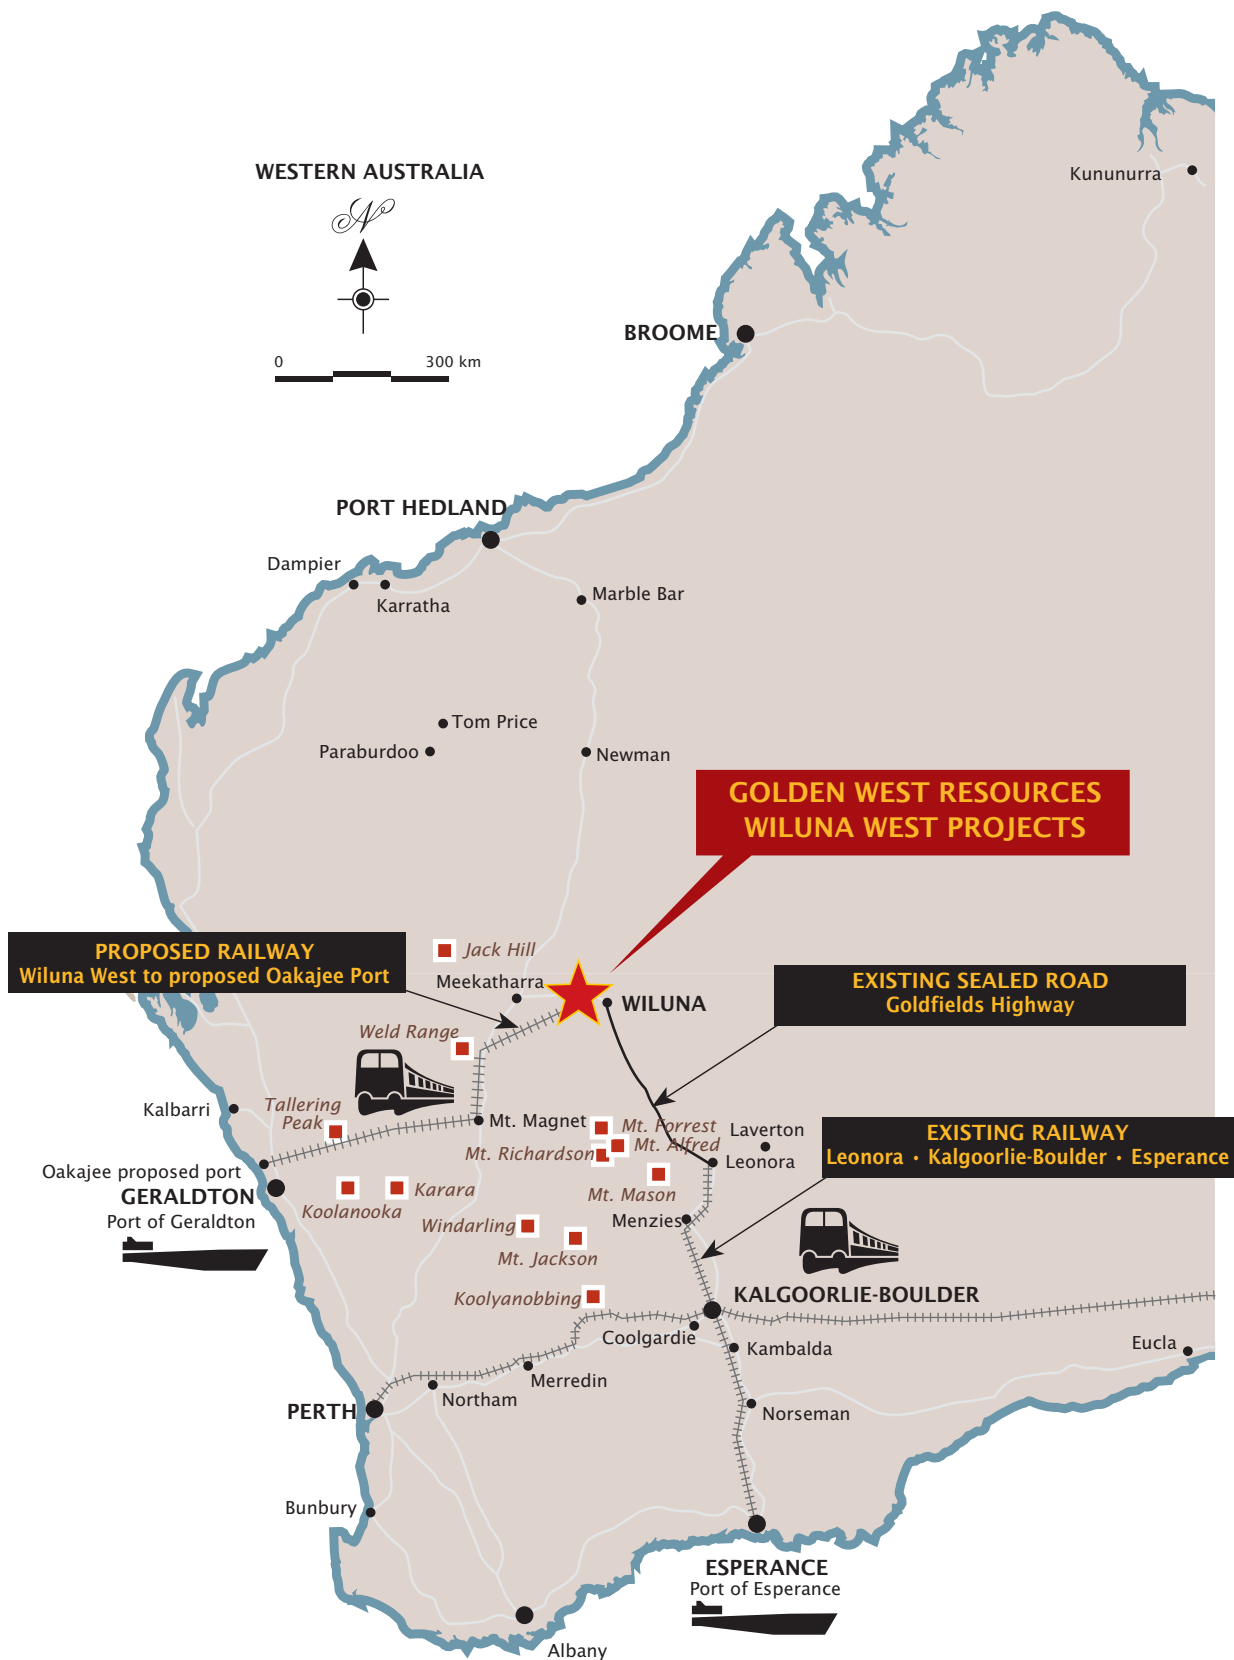 WESTERN AUSTRALIA
N
0 300 km
Kununurra
BROOME
PORT HEDLAND
Dampier
Karratha
Marble Bar
Tom Price
Paraburdoo
Newman
GOLDEN WEST RESOURCES
WILUNA WEST PROJECTS
PROPOSED RAILWAY
Wiluna West to proposed Oakajee Port
Jack Hill
Meekatharra
WILUNA
EXISTING SEALED ROAD
Goldfields Highway
Weld Range
Kalbarri
Tallering
Peak
Mt. Magnet
Mt. Forrest
Mt. Alfred
Mt. Richardson
Laverton
Leonora
EXISTING RAILWAY
Leonora · Kalgoorlie-Boulder · Esperance
Oakajee proposed port
GERALDTON
Port of Geraldton
Koolanooka
Karara
Mt. Mason
Windarling
Menzies
Mt. Jackson
Koolyanobbing
KALGOORLIE-BOULDER
Coolgardie
Kambalda
Eucla
Merredin
Northam
PERTH
Norseman
Bunbury
ESPERANCE
Port of Esperance
Albany